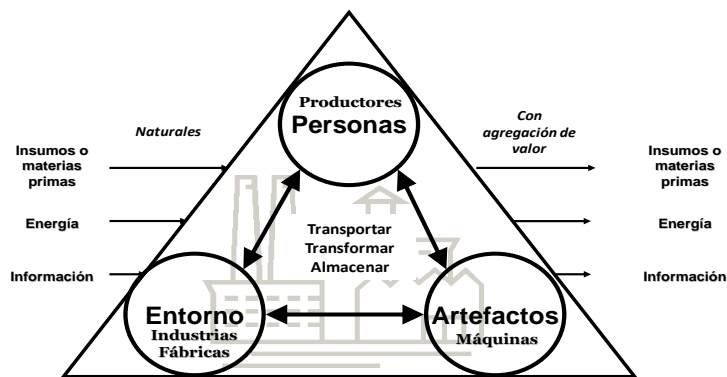 Productores
Personas
Naturales
Con
agregación de
valor
Insumos o
materias
primas
Energía
Información
Transportar
Transformar
Almacenar
Insumos o
materias
primas
Energía
Información
Entorno
Industrias
Fábricas
Artefactos
Máquinas